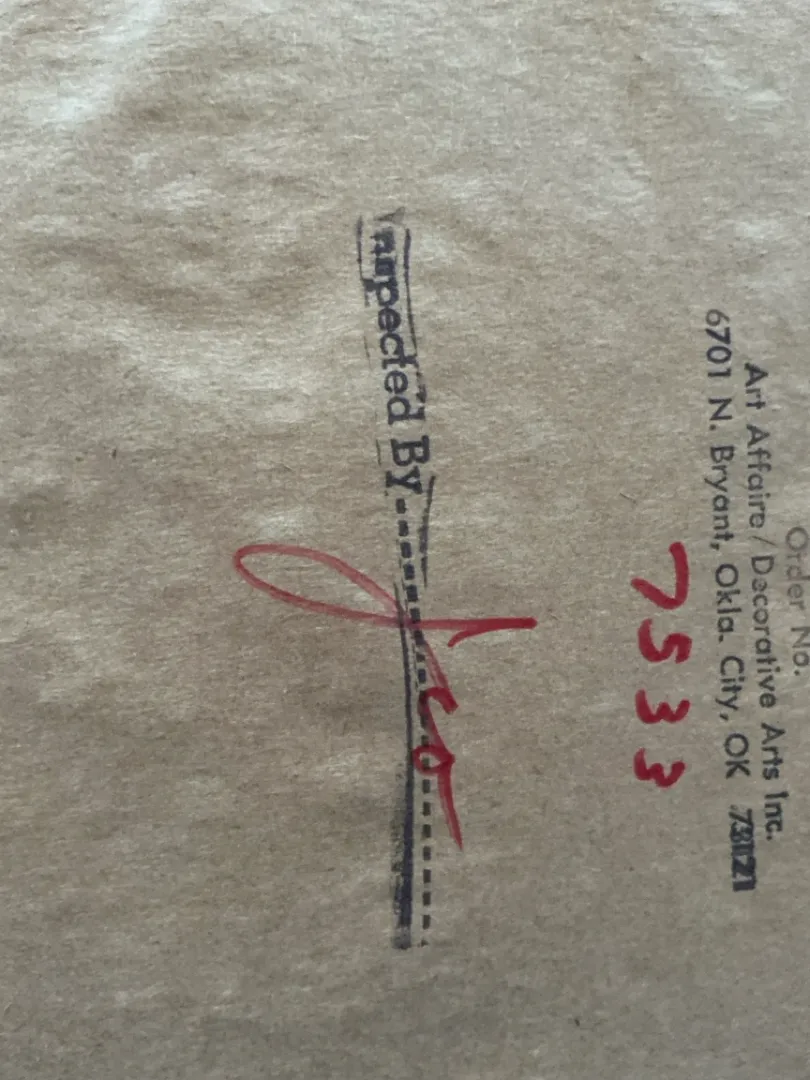 Order No.
Art Affaire/Decorative Arts Inc.
6701 N. Bryant, Okla. City, OK 73121
7533
Inspected By